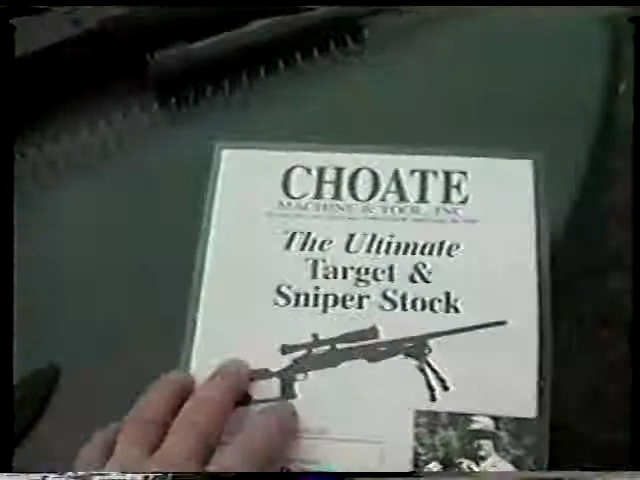 CHOATE
MACHINE & TOOL, INC.
The Ultimate
Target &
Sniper Stock